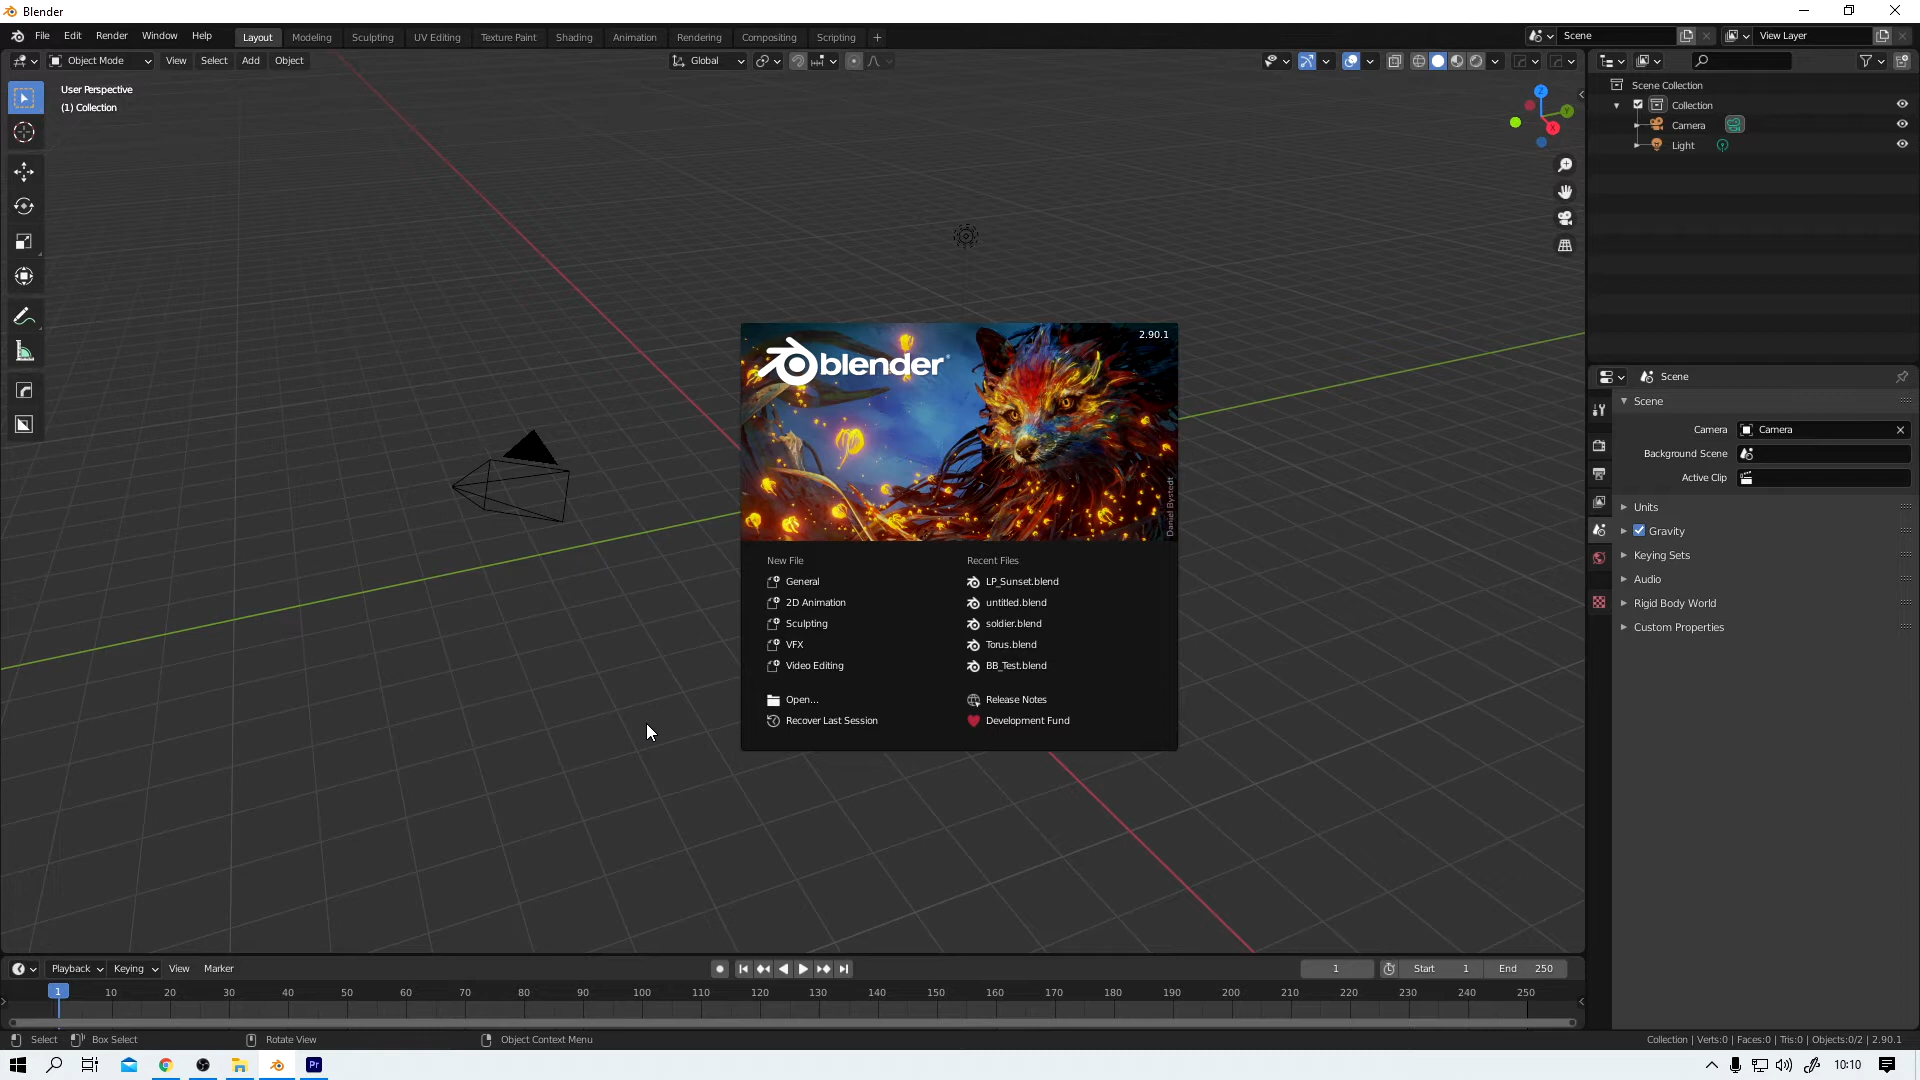 Blender
File Edit Render Window Help Layout Modeling Sculpting UV Editing Texture Paint Shading Animation Rendering Compositing Scripting + Scene View Layer
Object Mode View Select Add Object Global
User Perspective
(1) Collection
Z
Y
X
Scene Collection
Collection
Camera
Light
2.90.1
blender
Daniel Bystedt
New File
General
2D Animation
Sculpting
VFX
Video Editing
Open...
Recover Last Session
Recent Files
LP_Sunset.blend
untitled.blend
soldier.blend
Torus.blend
BB_Test.blend
Release Notes
Development Fund
Scene
Scene
Camera Camera
Background Scene
Active Clip
Units
Gravity
Keying Sets
Audio
Rigid Body World
Custom Properties
Playback Keying View Marker 1 Start 1 End 250
1 10 20 30 40 50 60 70 80 90 100 110 120 130 140 150 160 170 180 190 200 210 220 230 240 250
Select Box Select Rotate View Object Context Menu Collection | Verts:0 | Faces:0 | Tris:0 | Objects:0/2 | 2.90.1
Pr 10:10